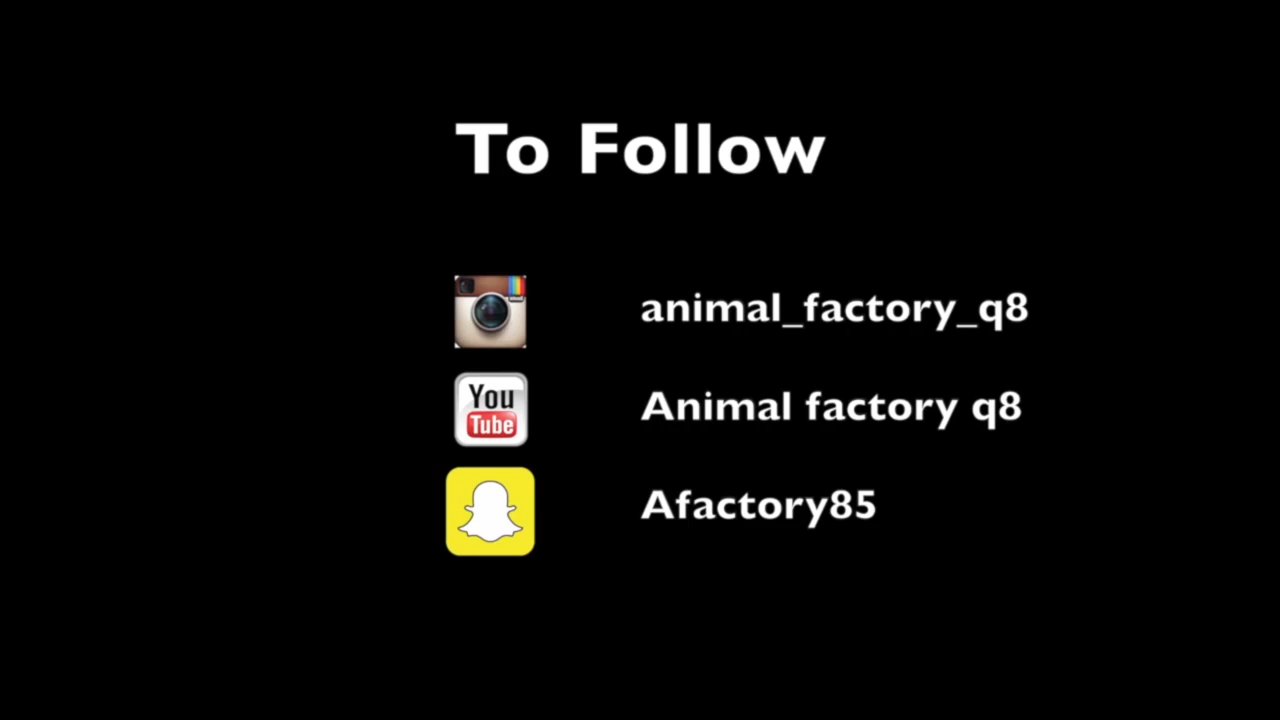 To Follow
animal_factory_q8
You
Tube
Animal factory q8
Afactory85